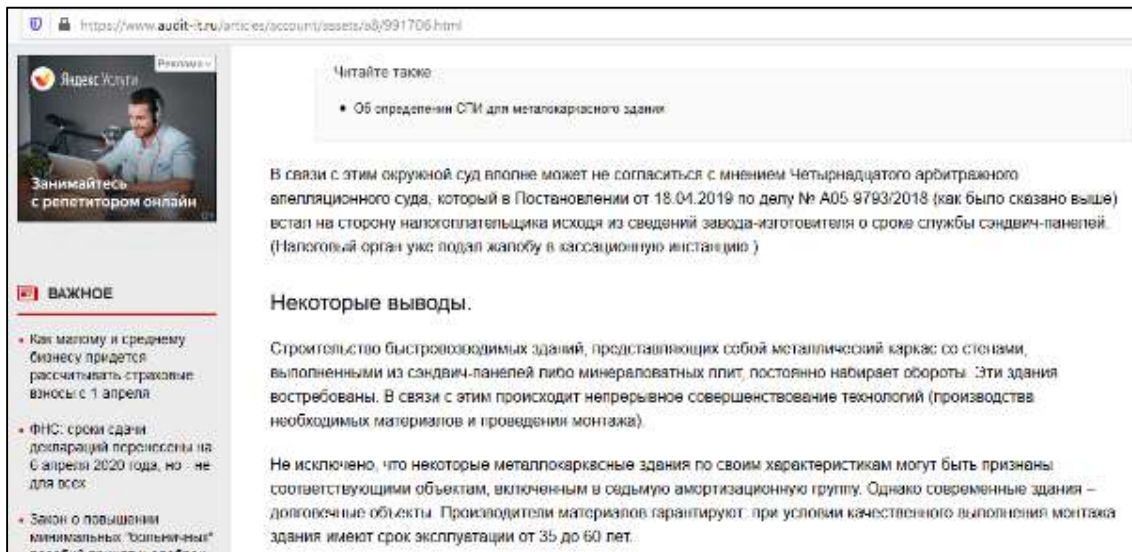 https://www.audit-it.ru/articles/account/assets/a8/991706.html
Реклама
Яндекс Услуги
Занимайтесь
с репетитором онлайн
ВАЖНОЕ
• Как малому и среднему
бизнесу придется
рассчитывать страховые
взносы с 1 апреля
• ФНС: сроки сдачи
деклараций перенесены на
6 апреля 2020 года, но - не
для всех
• Закон о повышении
минимальных "больничных"
Читайте также
• Об определении СПИ для металокаркасного здания
В связи с этим окружной суд вполне может не согласиться с мнением Четырнадцатого арбитражного
апелляционного суда, который в Постановлении от 18.04.2019 по делу № А05-9793/2018 (как было сказано выше)
встал на сторону налогоплательщика исходя из сведений завода-изготовителя о сроке службы сэндвич-панелей.
(Налоговый орган уже подал жалобу в кассационную инстанцию.)
Некоторые выводы.
Строительство быстровозводимых зданий, представляющих собой металлический каркас со стенами,
выполненными из сэндвич-панелей либо минераловатных плит, постоянно набирает обороты. Эти здания
востребованы. В связи с этим происходит непрерывное совершенствование технологий (производства
необходимых материалов и проведения монтажа).
Не исключено, что некоторые металлокаркасные здания по своим характеристикам могут быть признаны
соответствующими объектам, включенным в седьмую амортизационную группу. Однако современные здания –
долговечные объекты. Производители материалов гарантируют: при условии качественного выполнения монтажа
здания имеют срок эксплуатации от 35 до 60 лет.